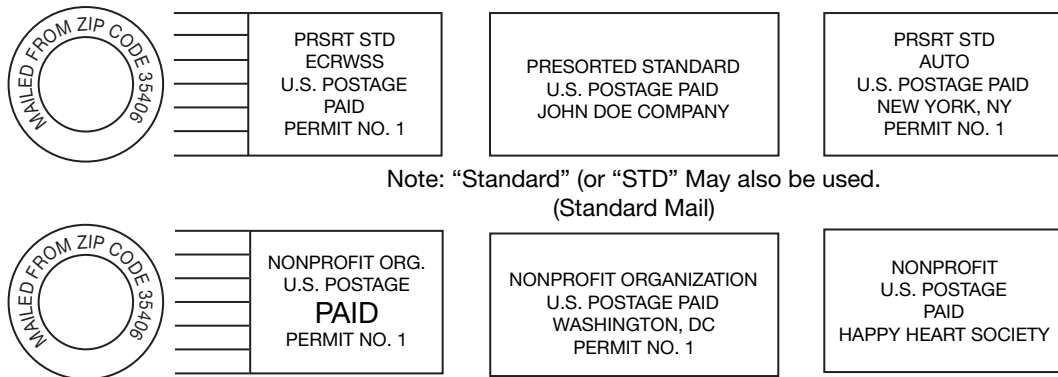 MAILED FROM ZIP CODE 35406
PRSRT STD
ECRWSS
U.S. POSTAGE
PAID
PERMIT NO. 1
PRESORTED STANDARD
U.S. POSTAGE PAID
JOHN DOE COMPANY
PRSRT STD
AUTO
U.S. POSTAGE PAID
NEW YORK, NY
PERMIT NO. 1
Note: “Standard” (or “STD” May also be used.
(Standard Mail)
MAILED FROM ZIP CODE 35406
NONPROFIT ORG.
U.S. POSTAGE
PAID
PERMIT NO. 1
NONPROFIT ORGANIZATION
U.S. POSTAGE PAID
WASHINGTON, DC
PERMIT NO. 1
NONPROFIT
U.S. POSTAGE
PAID
HAPPY HEART SOCIETY